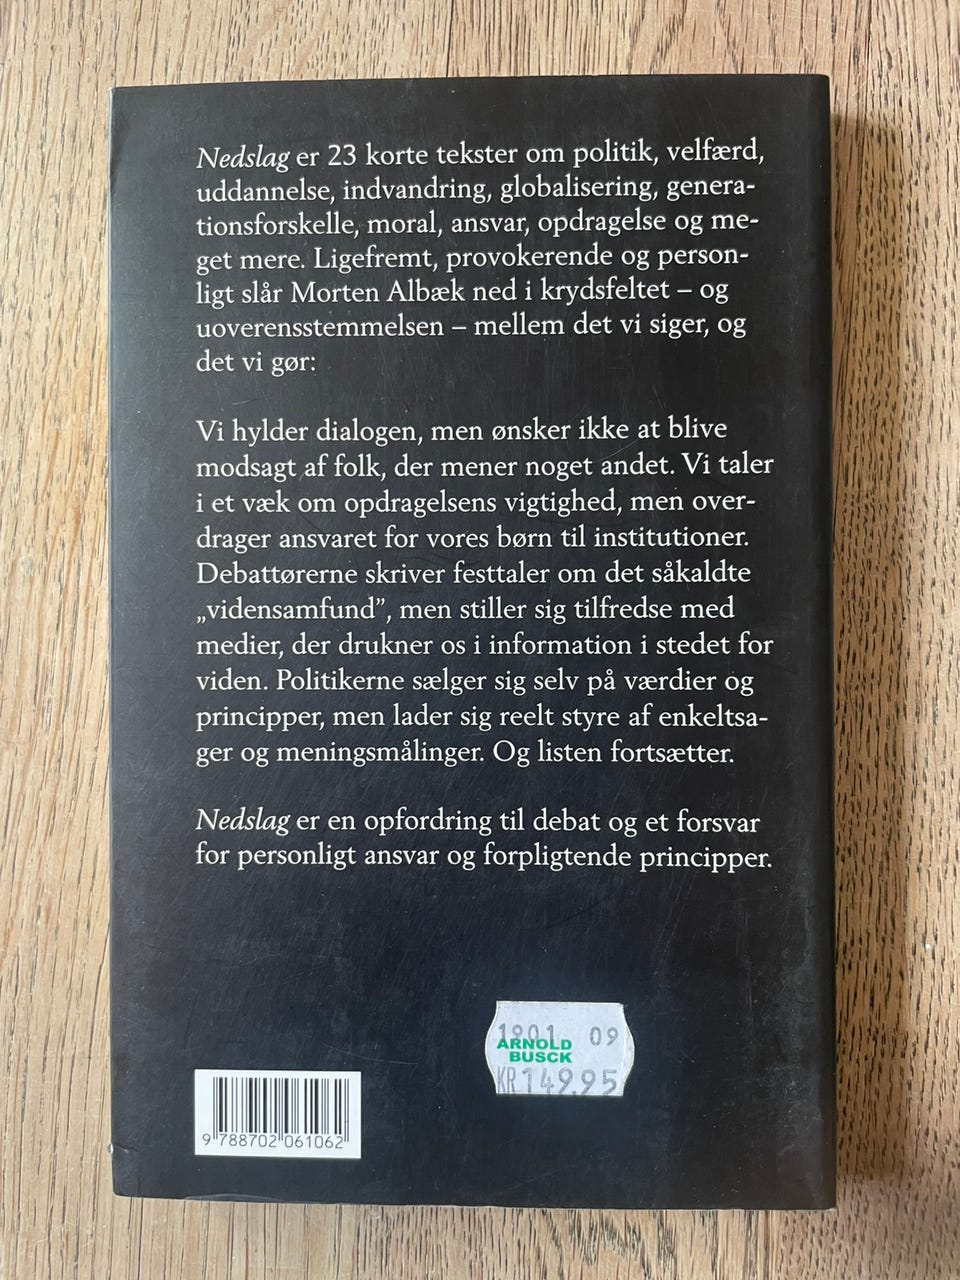 Nedslag er 23 korte tekster om politik, velfærd,
uddannelse, indvandring, globalisering, genera-
tionsforskelle, moral, ansvar, opdragelse og me-
get mere. Ligefremt, provokerende og person-
ligt slår Morten Albæk ned i krydsfeltet – og
uoverensstemmelsen – mellem det vi siger, og
det vi gør:
Vi hylder dialogen, men ønsker ikke at blive
modsagt af folk, der mener noget andet. Vi taler
i et væk om opdragelsens vigtighed, men over-
drager ansvaret for vores børn til institutioner.
Debattørerne skriver festtaler om det såkaldte
„vidensamfund”, men stiller sig tilfredse med
medier, der drukner os i information i stedet for
viden. Politikerne sælger sig selv på værdier og
principper, men lader sig reelt styre af enkeltsa-
ger og meningsmålinger. Og listen fortsætter.
Nedslag er en opfordring til debat og et forsvar
for personligt ansvar og forpligtende principper.
1901 09
ARNOLD
BUSCK
KR149.95
9 788702 061062